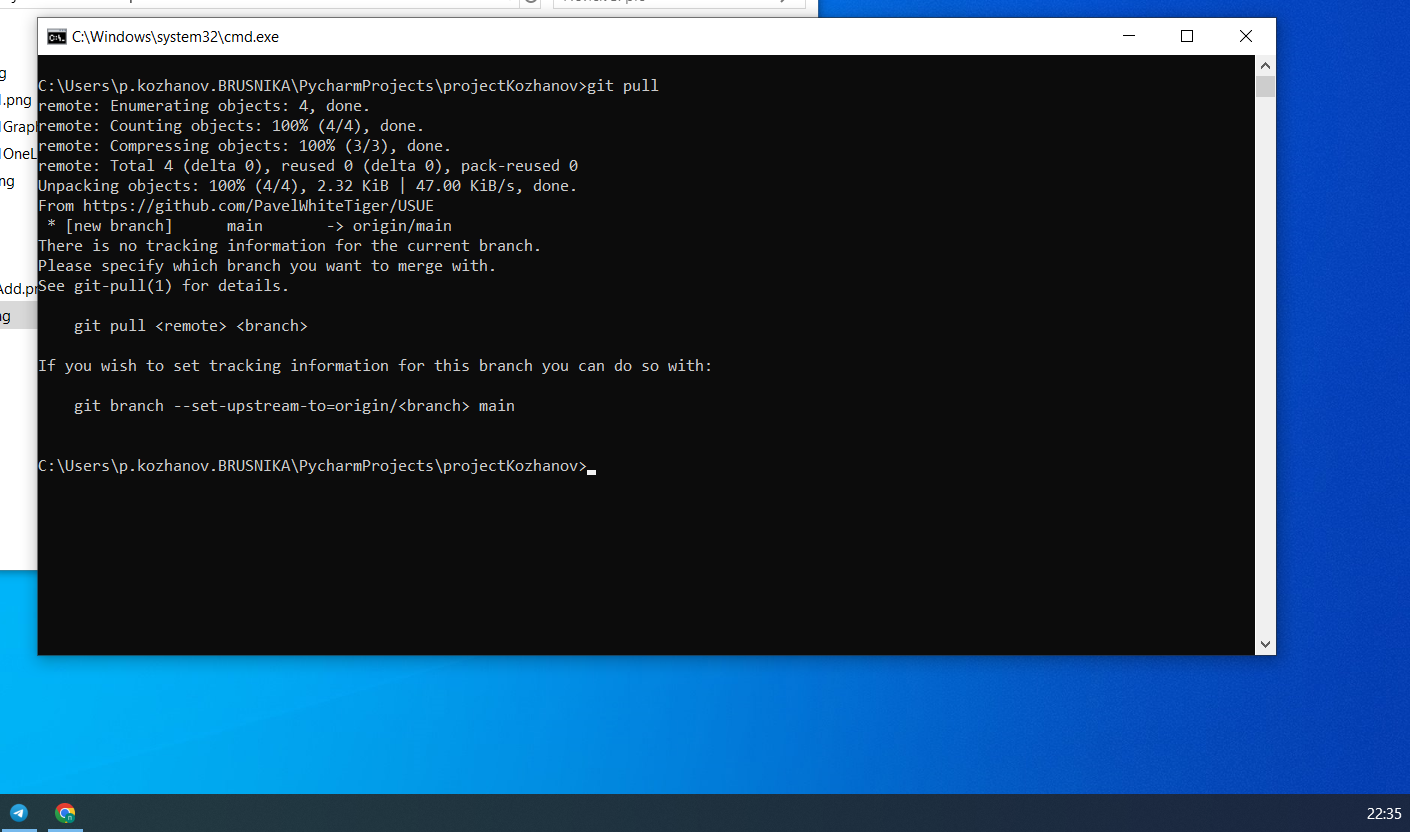 C:\Windows\system32\cmd.exe
g
.png
OneL
ng
Add.p
g
C:\Users\p.kozhanov.BRUSNIKA\PycharmProjects\projectKozhanov>git pull
remote: Enumerating objects: 4, done.
remote: Counting objects: 100% (4/4), done.
remote: Compressing objects: 100% (3/3), done.
remote: Total 4 (delta 0), reused 0 (delta 0), pack-reused 0
Unpacking objects: 100% (4/4), 2.32 KiB | 47.00 KiB/s, done.
From https://github.com/PavelWhiteTiger/USUE
 * [new branch]      main       -> origin/main
There is no tracking information for the current branch.
Please specify which branch you want to merge with.
See git-pull(1) for details.
    git pull <remote> <branch>
If you wish to set tracking information for this branch you can do so with:
    git branch --set-upstream-to=origin/<branch> main
C:\Users\p.kozhanov.BRUSNIKA\PycharmProjects\projectKozhanov>
22:35